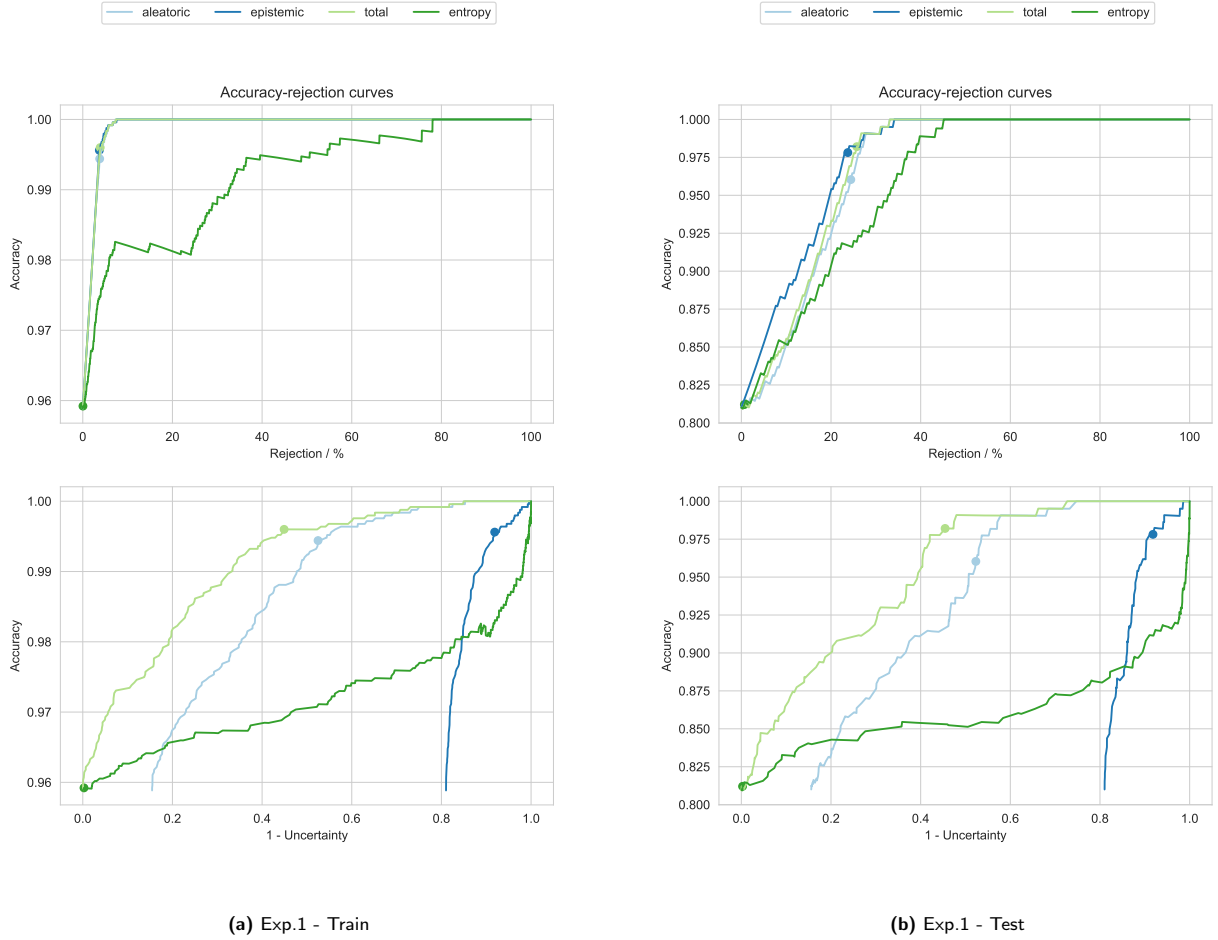 aleatoric epistemic total entropy
aleatoric epistemic total entropy
Accuracy-rejection curves
1.00
0.99
0.98
0.97
0.96
Accuracy
0 20 40 60 80 100
Rejection / %
Accuracy-rejection curves
1.000
0.975
0.950
0.925
0.900
0.875
0.850
0.825
0.800
Accuracy
0 20 40 60 80 100
Rejection / %
1.00
0.99
0.98
0.97
0.96
Accuracy
0.0 0.2 0.4 0.6 0.8 1.0
1 - Uncertainty
1.000
0.975
0.950
0.925
0.900
0.875
0.850
0.825
0.800
Accuracy
0.0 0.2 0.4 0.6 0.8 1.0
1 - Uncertainty
(a) Exp.1 - Train
(b) Exp.1 - Test